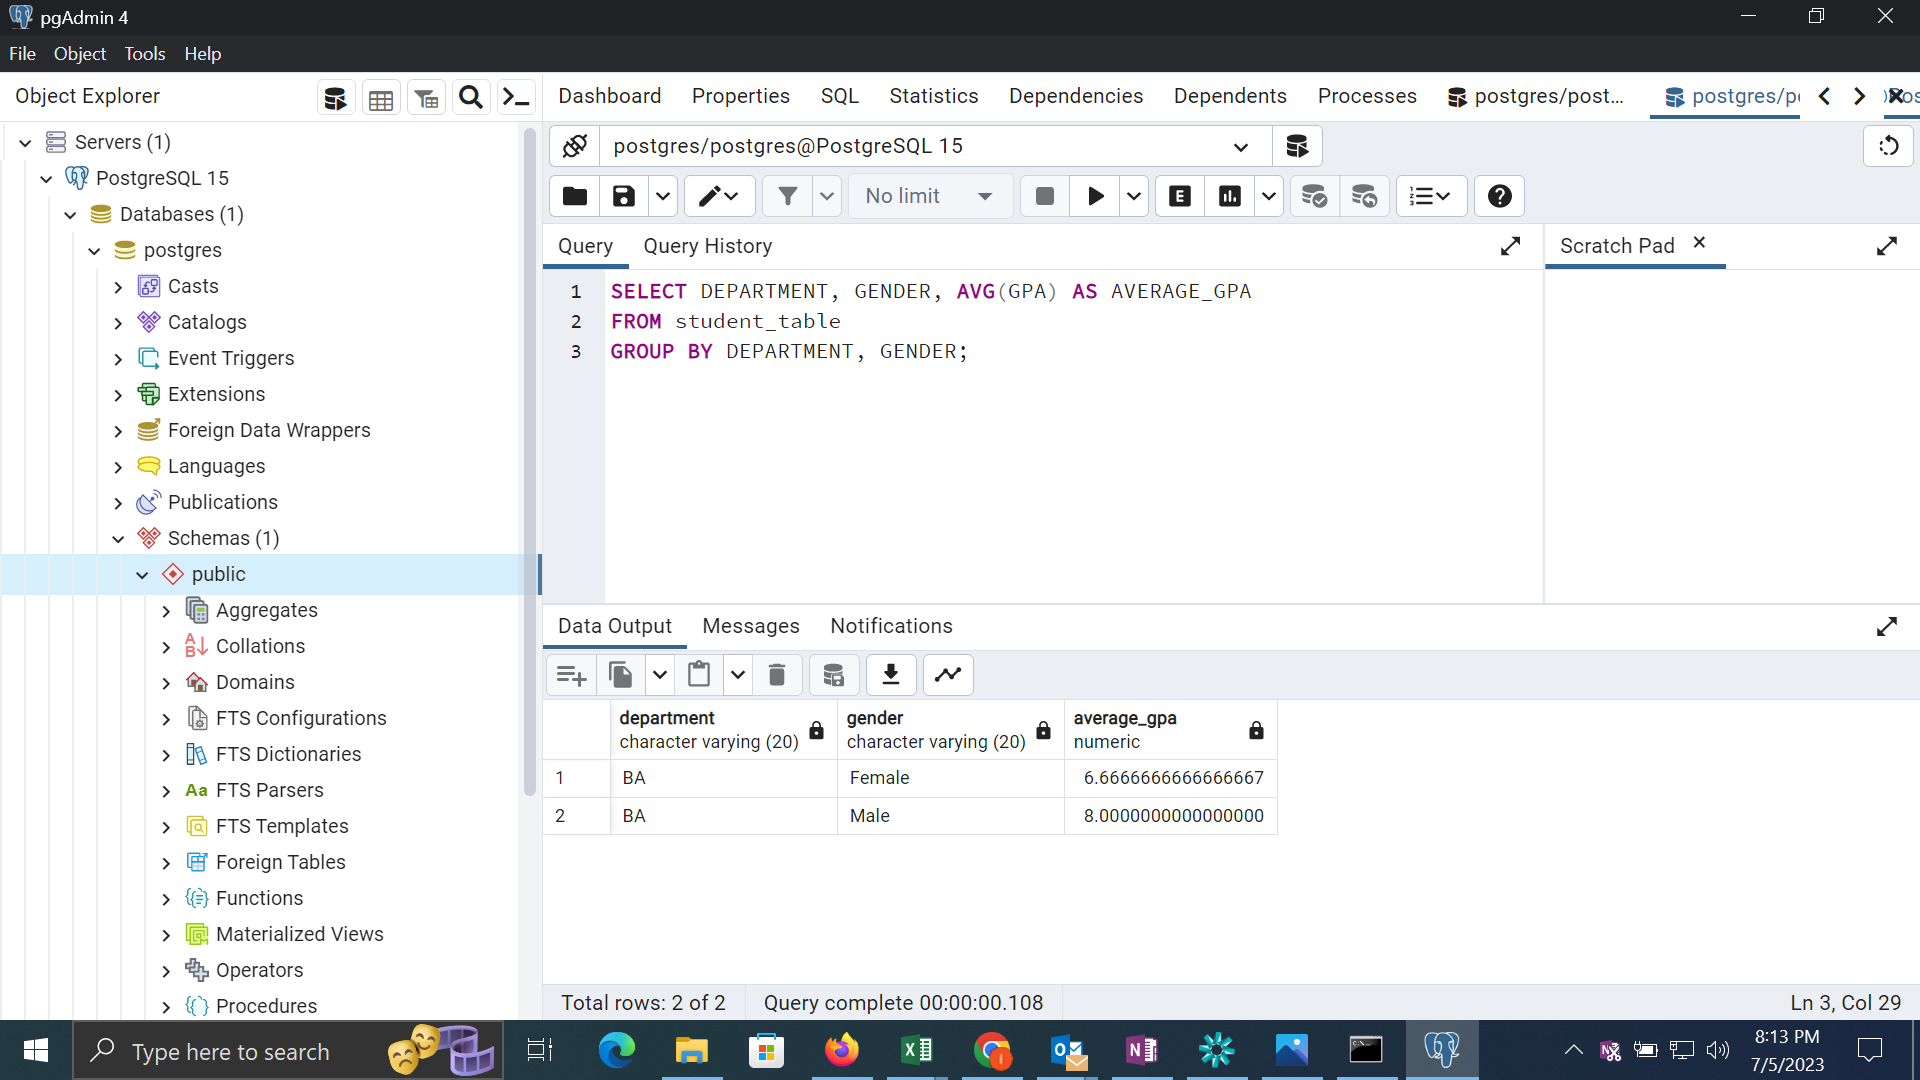 pgAdmin 4
File Object Tools Help
Object Explorer
Dashboard Properties SQL Statistics Dependencies Dependents Processes postgres/post... postgres/p
Servers (1)
PostgreSQL 15
Databases (1)
postgres
Casts
Catalogs
Event Triggers
Extensions
Foreign Data Wrappers
Languages
Publications
Schemas (1)
public
Aggregates
Collations
Domains
FTS Configurations
FTS Dictionaries
Aa FTS Parsers
FTS Templates
Foreign Tables
Functions
Materialized Views
Operators
Procedures
postgres/postgres@PostgreSQL 15
No limit
E
Query Query History
Scratch Pad
1 SELECT DEPARTMENT, GENDER, AVG(GPA) AS AVERAGE_GPA
2 FROM student_table
3 GROUP BY DEPARTMENT, GENDER;
Data Output Messages Notifications
department gender average_gpa
character varying (20) character varying (20) numeric
1 BA Female 6.6666666666666667
2 BA Male 8.0000000000000000
Total rows: 2 of 2 Query complete 00:00:00.108 Ln 3, Col 29
Type here to search
8:13 PM
7/5/2023